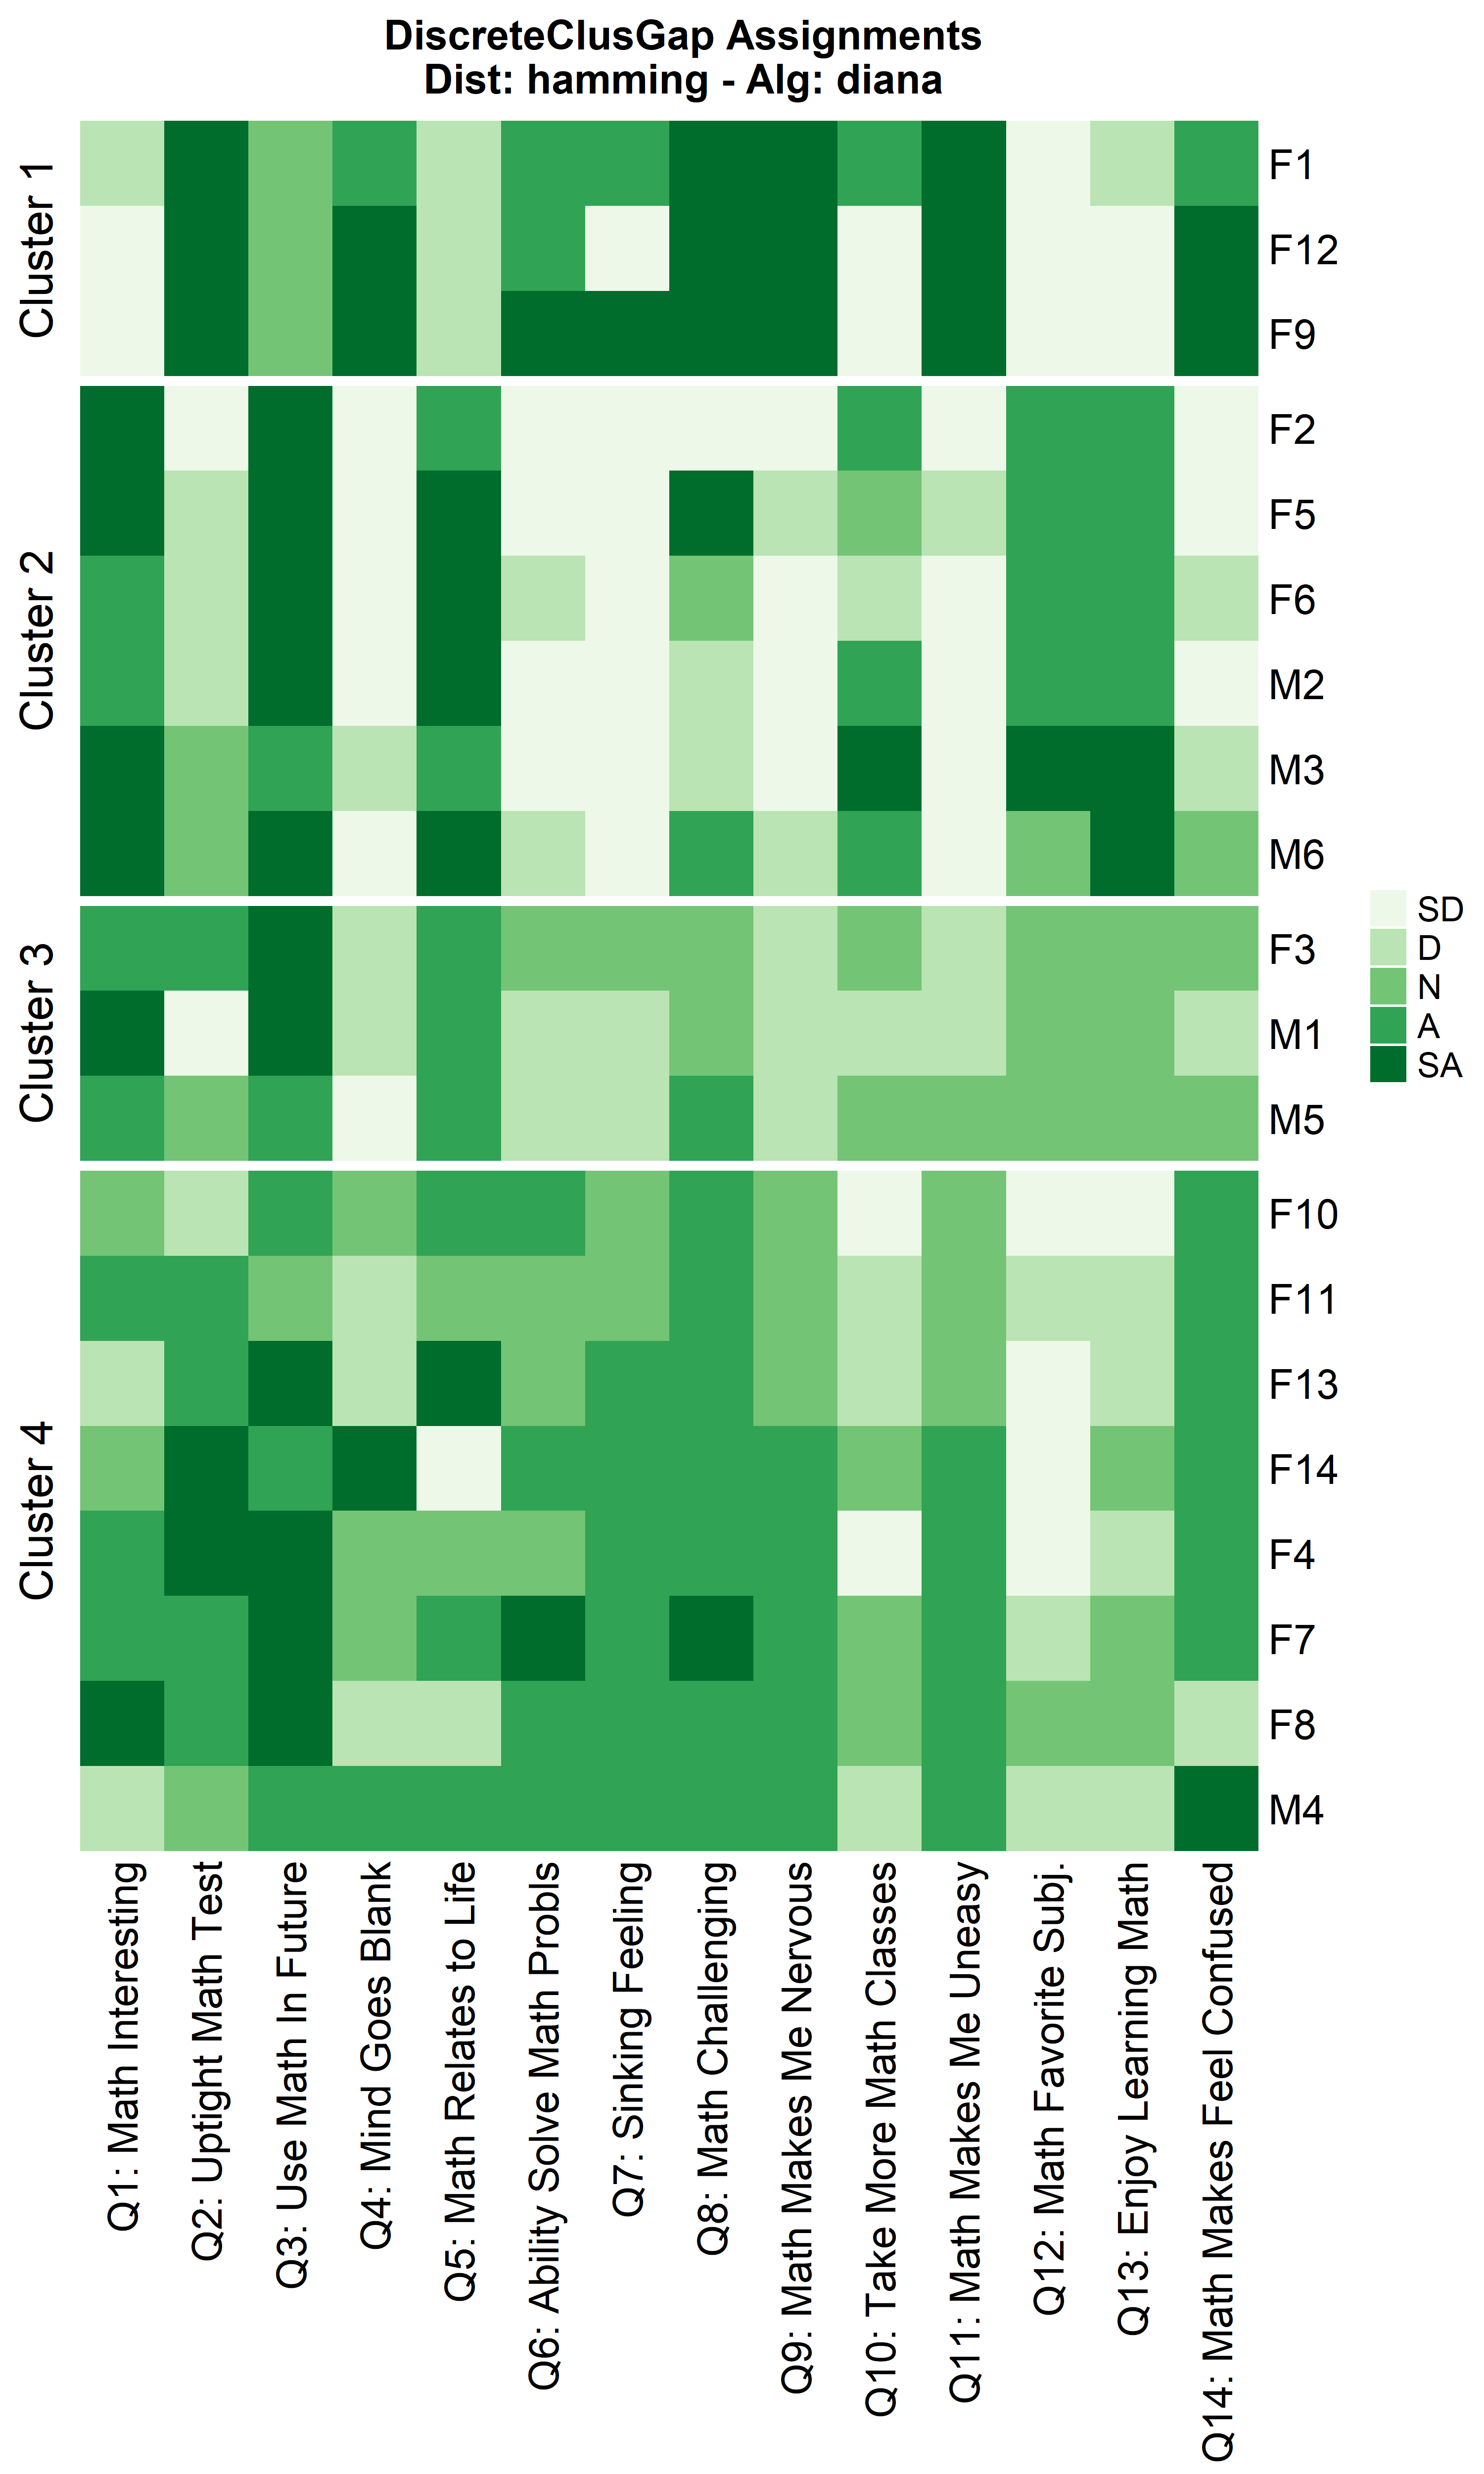 DiscreteClusGap Assignments
Dist: hamming - Alg: diana
Cluster 1
F1
F12
F9
Cluster 2
F2
F5
F6
M2
M3
M6
Cluster 3
F3
M1
M5
Cluster 4
F10
F11
F13
F14
F4
F7
F8
M4
SD
D
N
A
SA
Q1: Math Interesting
Q2: Uptight Math Test
Q3: Use Math In Future
Q4: Mind Goes Blank
Q5: Math Relates to Life
Q6: Ability Solve Math Probls
Q7: Sinking Feeling
Q8: Math Challenging
Q9: Math Makes Me Nervous
Q10: Take More Math Classes
Q11: Math Makes Me Uneasy
Q12: Math Favorite Subj.
Q13: Enjoy Learning Math
Q14: Math Makes Feel Confused